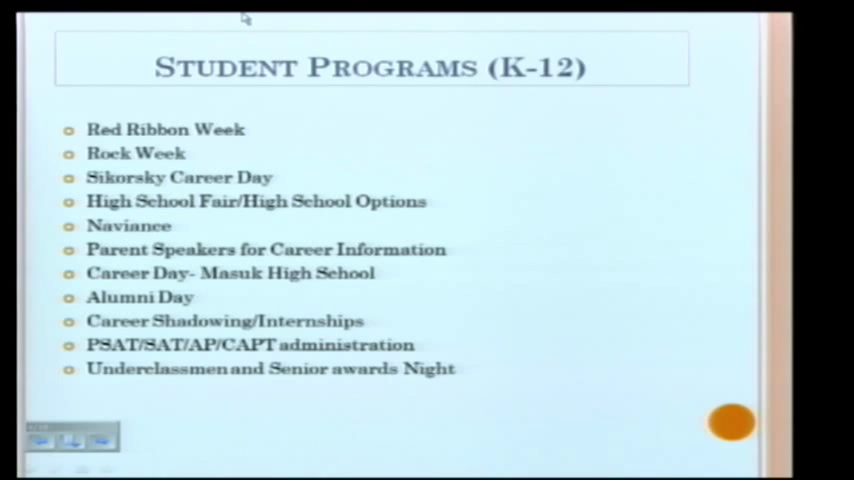 STUDENT PROGRAMS (K-12)
Red Ribbon Week
Rock Week
Sikorsky Career Day
High School Fair/High School Options
Naviance
Parent Speakers for Career Information
Career Day- Masuk High School
Alumni Day
Career Shadowing/Internships
PSAT/SAT/AP/CAPT administration
Underclassmen and Senior awards Night